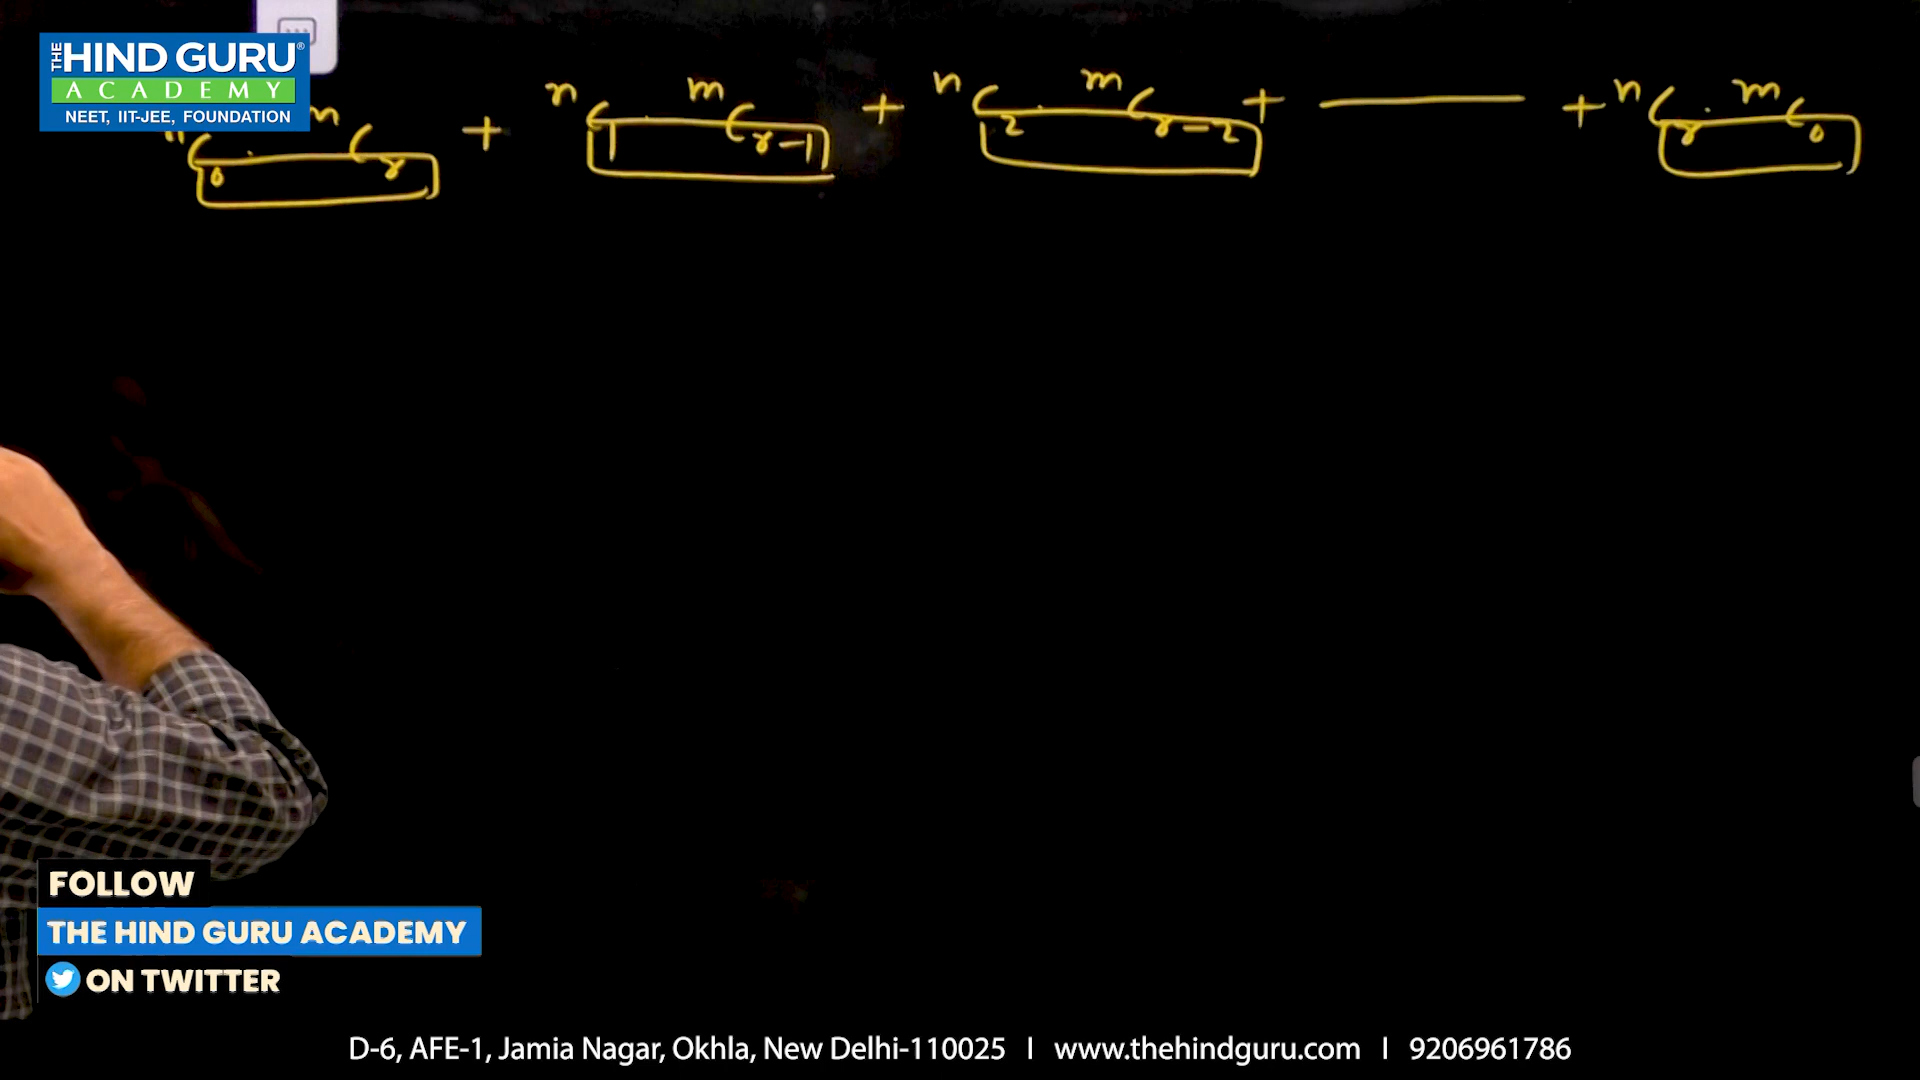 THE HIND GURU®
ACADEMY
NEET, IIT-JEE, FOUNDATION
ⁿC₀ . ᵐCᵣ + ⁿC₁ . ᵐCᵣ₋₁ + ⁿC₂ . ᵐCᵣ₋₂ + ——— + ⁿCᵣ . ᵐC₀
FOLLOW
THE HIND GURU ACADEMY
ON TWITTER
D-6, AFE-1, Jamia Nagar, Okhla, New Delhi-110025 | www.thehindguru.com | 9206961786